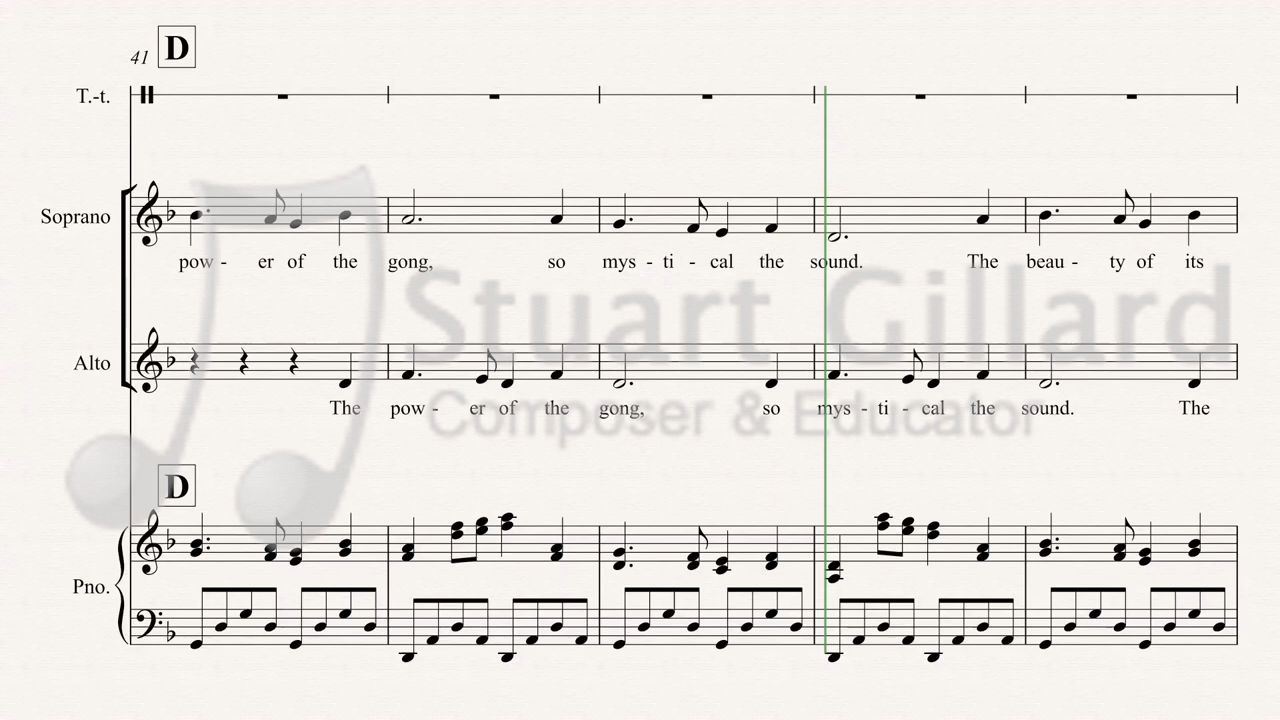 41 D
T.-t.
Soprano
pow - er of the gong, so mys - ti - cal the sound. The beau - ty of its
Stuart Gillard
Alto
The pow - er of the gong, so mys - ti - cal the sound. The
Composer & Educator
D
Pno.